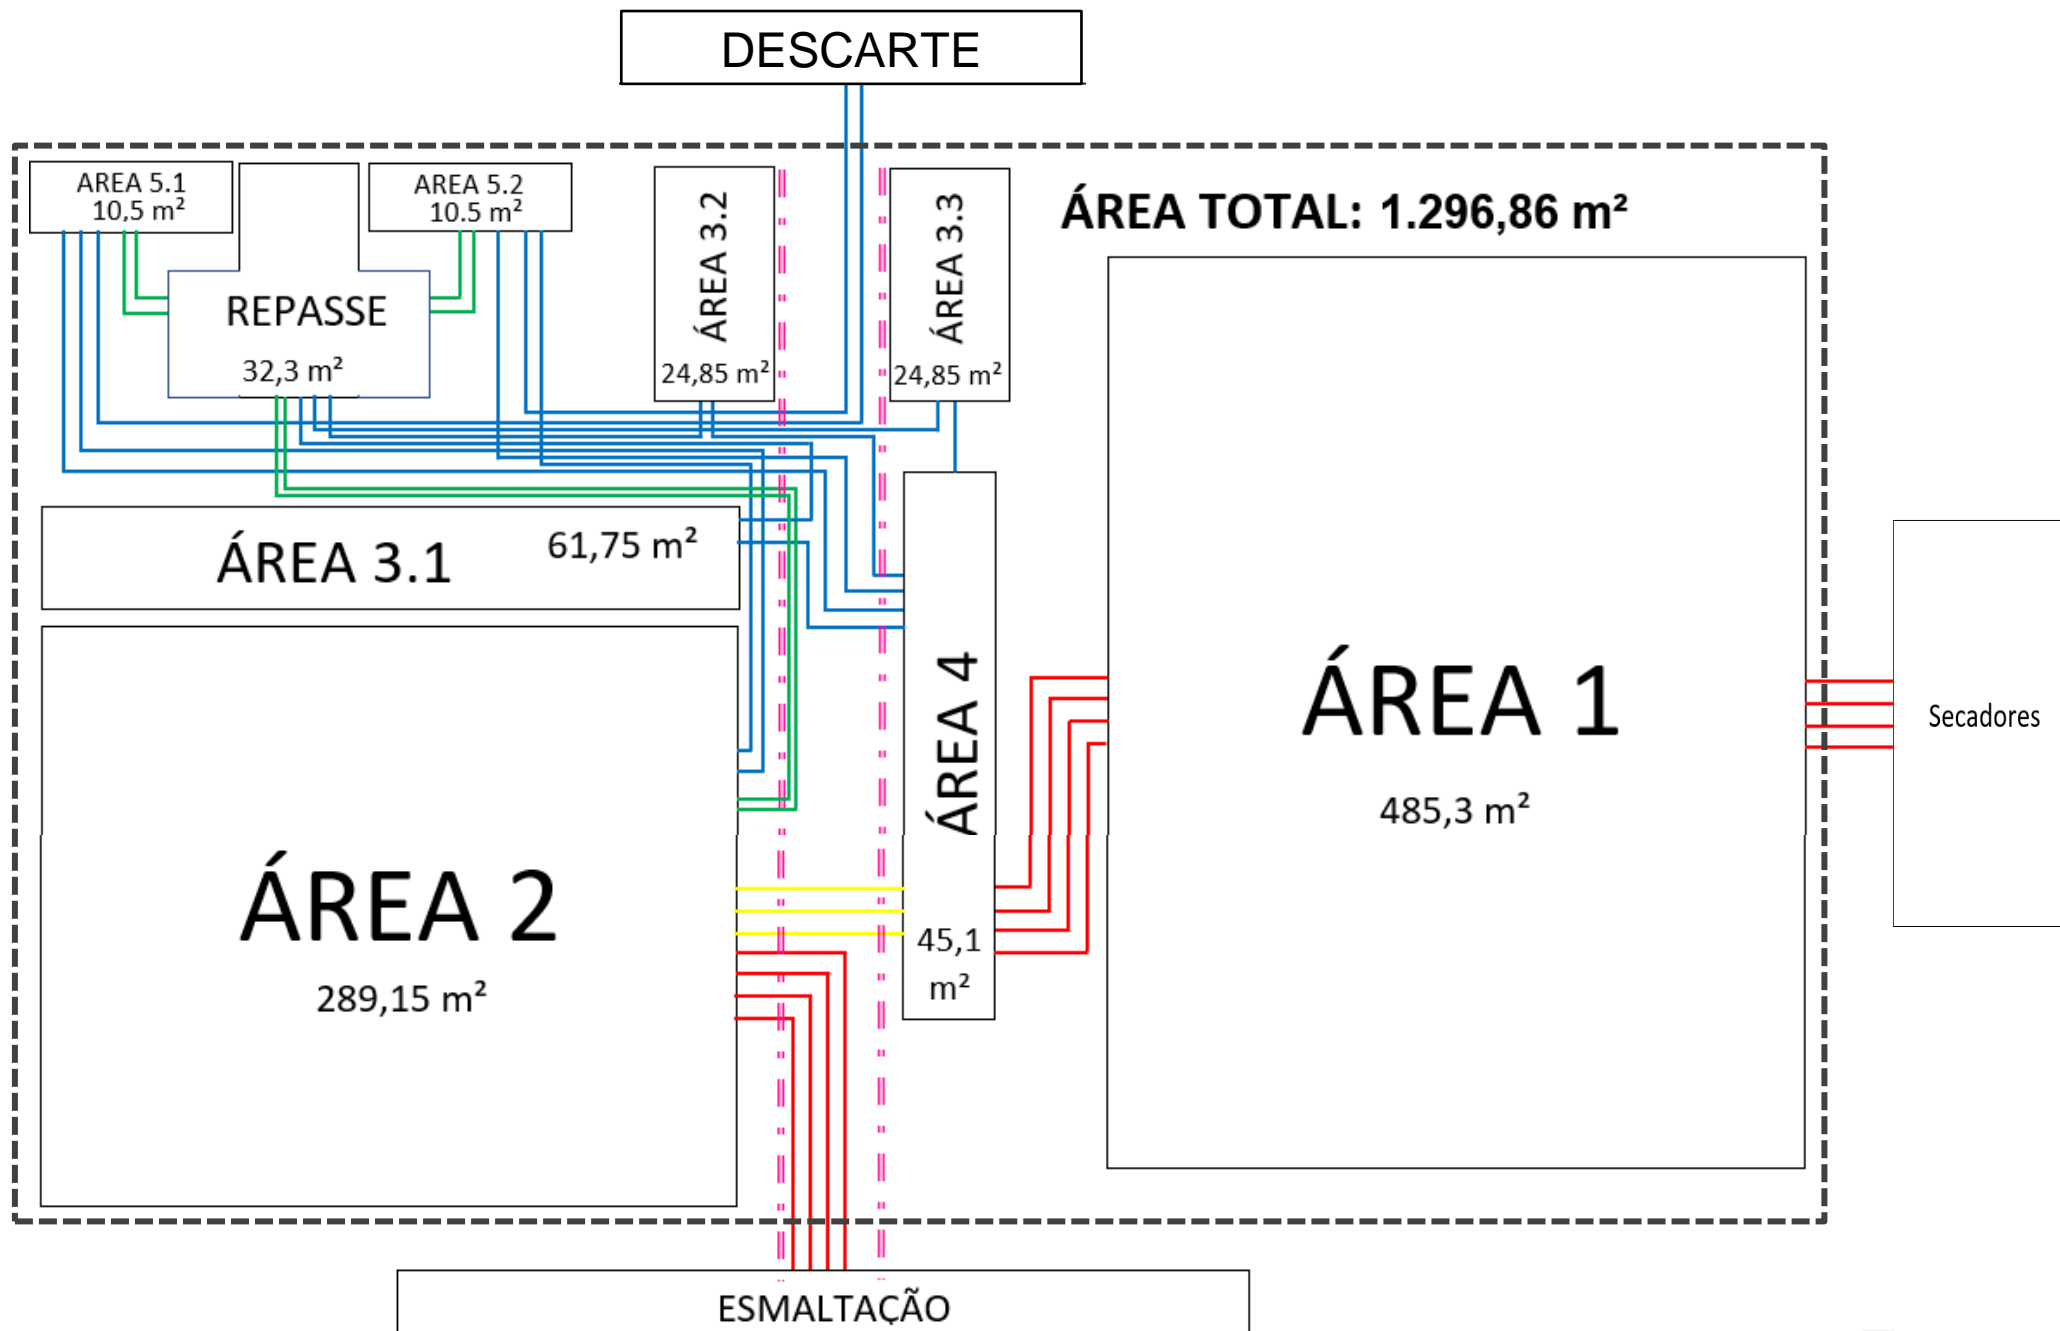 DESCARTE
AREA 5.1
10,5 m²
AREA 5.2
10.5 m²
REPASSE
32,3 m²
ÁREA 3.2
24,85 m²
ÁREA 3.3
24,85 m²
ÁREA TOTAL: 1.296,86 m²
ÁREA 3.1
61,75 m²
ÁREA 4
45,1
m²
ÁREA 1
485,3 m²
Secadores
ÁREA 2
289,15 m²
ESMALTAÇÃO